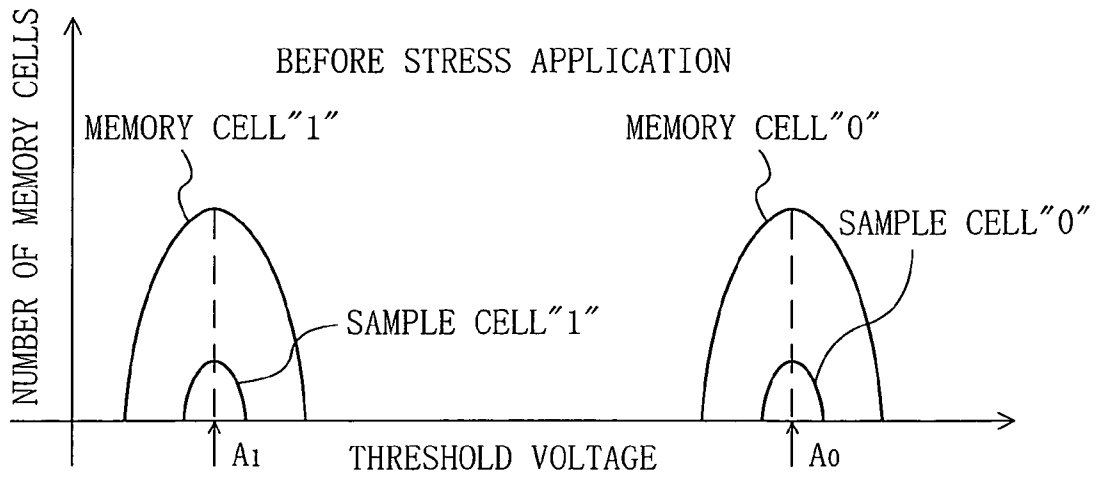 NUMBER OF MEMORY CELLS
BEFORE STRESS APPLICATION
MEMORY CELL"1"
MEMORY CELL"0"
SAMPLE CELL"0"
SAMPLE CELL"1"
A1
THRESHOLD VOLTAGE
A0